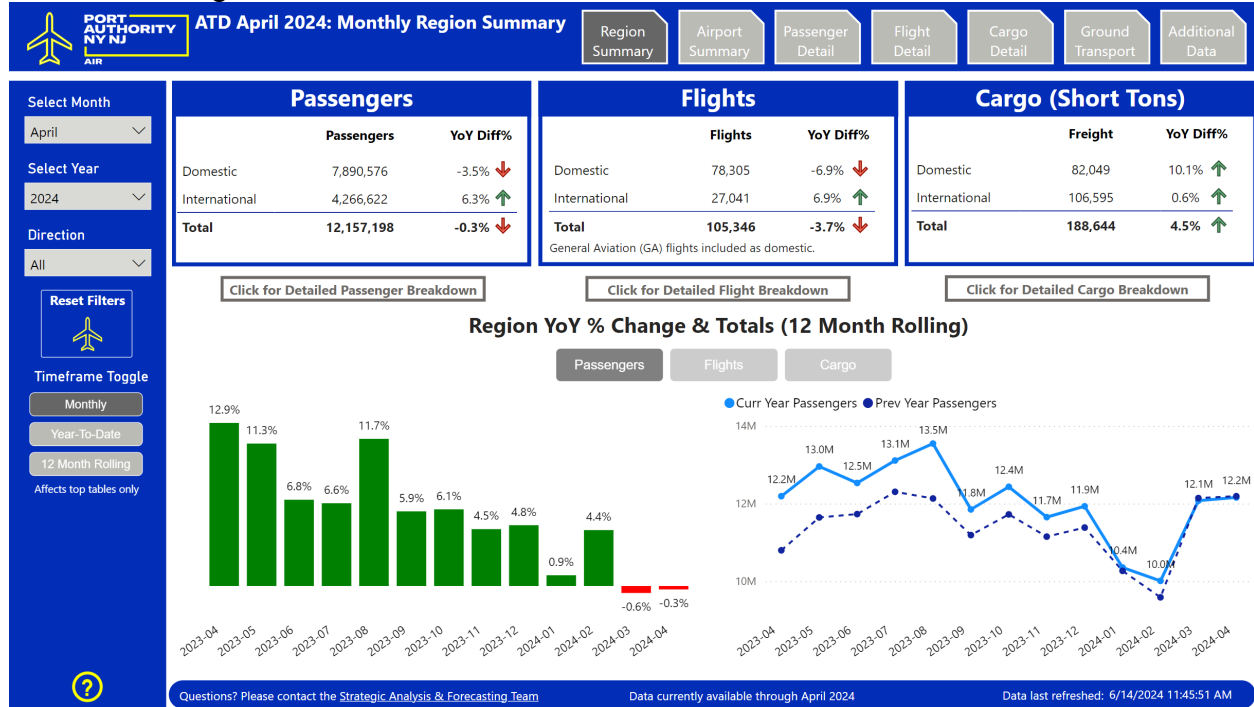 PORT
AUTHORITY
NY NJ
AIR
ATD April 2024: Monthly Region Summary
Region
Summary
Airport
Summary
Passenger
Detail
Flight
Detail
Cargo
Detail
Ground
Transport
Additional
Data
Select Month
April
Select Year
2024
Direction
All
Reset Filters
Timeframe Toggle
Monthly
Year-To-Date
12 Month Rolling
Affects top tables only
?
Passengers
Passengers YoY Diff%
Domestic 7,890,576 -3.5%
International 4,266,622 6.3%
Total 12,157,198 -0.3%
Click for Detailed Passenger Breakdown
Flights
Flights YoY Diff%
Domestic 78,305 -6.9%
International 27,041 6.9%
Total 105,346 -3.7%
General Aviation (GA) flights included as domestic.
Click for Detailed Flight Breakdown
Cargo (Short Tons)
Freight YoY Diff%
Domestic 82,049 10.1%
International 106,595 0.6%
Total 188,644 4.5%
Click for Detailed Cargo Breakdown
Region YoY % Change & Totals (12 Month Rolling)
Passengers Flights Cargo
12.9%
11.3%
6.8%
6.6%
11.7%
5.9%
6.1%
4.5%
4.8%
0.9%
4.4%
-0.6%
-0.3%
2023-04
2023-05
2023-06
2023-07
2023-08
2023-09
2023-10
2023-11
2023-12
2024-01
2024-02
2024-03
2024-04
Curr Year Passengers Prev Year Passengers
14M
12M
10M
12.2M
13.0M
12.5M
13.1M
13.5M
11.8M
12.4M
11.7M
11.9M
10.4M
10.0M
12.1M
12.2M
2023-04
2023-05
2023-06
2023-07
2023-08
2023-09
2023-10
2023-11
2023-12
2024-01
2024-02
2024-03
2024-04
Questions? Please contact the Strategic Analysis & Forecasting Team
Data currently available through April 2024
Data last refreshed: 6/14/2024 11:45:51 AM